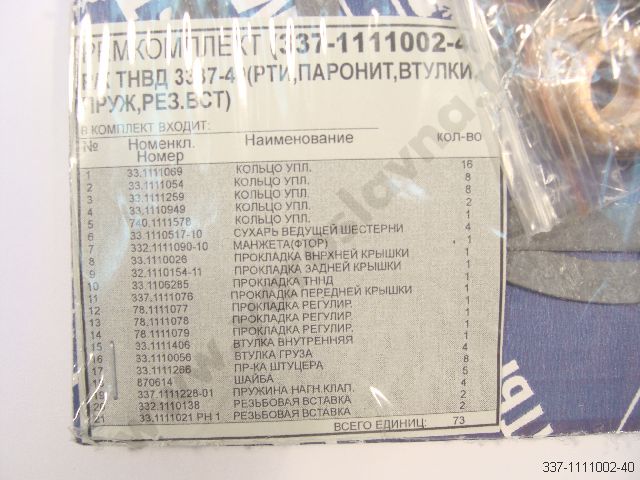 РЕМКОМПЛЕКТ (337-1111002-4
Р/К ТНВД 3337-40(РТИ,ПАРОНИТ,ВТУЛКИ,
ПРУЖ,РЕЗ.ВСТ)
В КОМПЛЕКТ ВХОДИТ:
№ Номенкл. Номер Наименование КОЛ-ВО
1 33.1111069 КОЛЬЦО УПЛ. 16
2 33.1111054 КОЛЬЦО УПЛ. 8
3 33.1111259 КОЛЬЦО УПЛ. 8
4 33.1110949 КОЛЬЦО УПЛ. 2
5 740.1111578 КОЛЬЦО УПЛ. 1
6 33.1110517-10 СУХАРЬ ВЕДУЩЕЙ ШЕСТЕРНИ 4
7 332.1111090-10 МАНЖЕТА(ФТОР) 1
8 33.1110026 ПРОКЛАДКА ВНРХНЕЙ КРЫШКИ 1
9 32.1110154-11 ПРОКЛАДКА ЗАДНЕЙ КРЫШКИ 1
10 33.1106285 ПРОКЛАДКА ТННД 1
11 337.1111076 ПРОКЛАДКА ПЕРЕДНЕЙ КРЫШКИ 1
12 78.1111077 ПРОКЛАДКА РЕГУЛИР. 1
13 78.1111078 ПРОКЛАДКА РЕГУЛИР. 1
14 78.1111079 ПРОКЛАДКА РЕГУЛИР. 1
15 33.1111406 ВТУЛКА ВНУТРЕННЯЯ 1
16 33.1110056 ВТУЛКА ГРУЗА 4
17 33.1111286 ПР-КА ШТУЦЕРА 8
18 870614 ШАЙБА 5
19 337.1111228-01 ПРУЖИНА НАГН.КЛАП. 4
20 332.1110138 РЕЗЬБОВАЯ ВСТАВКА 2
21 33.1111021 РН 1 РЕЗЬБОВАЯ ВСТАВКА 2
ВСЕГО ЕДИНИЦ: 73
337-1111002-40